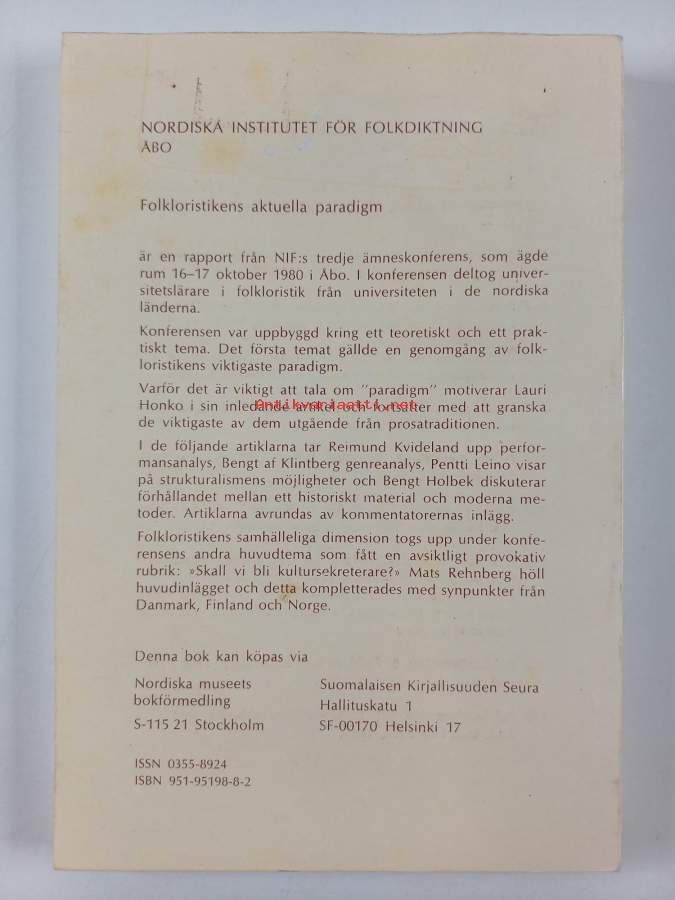 NORDISKA INSTITUTET FÖR FOLKDIKTNING
ÅBO
Folkloristikens aktuella paradigm
är en rapport från NIF:s tredje ämneskonferens, som ägde
rum 16–17 oktober 1980 i Åbo. I konferensen deltog univer-
sitetslärare i folkloristik från universiteten i de nordiska
länderna.
Konferensen var uppbyggd kring ett teoretiskt och ett prak-
tiskt tema. Det första temat gällde en genomgång av folk-
loristikens viktigaste paradigm.
Varför det är viktigt att tala om "paradigm" motiverar Lauri
Honko i sin inledande artikel och fortsätter med att granska
Antikvariaatti.net
de viktigaste av dem utgående från prosatraditionen.
I de följande artiklarna tar Reimund Kvideland upp perfor-
mansanalys, Bengt af Klintberg genreanalys, Pentti Leino visar
på strukturalismens möjligheter och Bengt Holbek diskuterar
förhållandet mellan ett historiskt material och moderna me-
toder. Artiklarna avrundas av kommentatorernas inlägg.
Folkloristikens samhälleliga dimension togs upp under konfe-
rensens andra huvudtema som fått en avsiktligt provokativ
rubrik: »Skall vi bli kultursekreterare?» Mats Rehnberg höll
huvudinlägget och detta kompletterades med synpunkter från
Danmark, Finland och Norge.
Denna bok kan köpas via
Nordiska museets
bokförmedling
S-115 21 Stockholm
Suomalaisen Kirjallisuuden Seura
Hallituskatu 1
SF-00170 Helsinki 17
ISSN 0355-8924
ISBN 951-95198-8-2